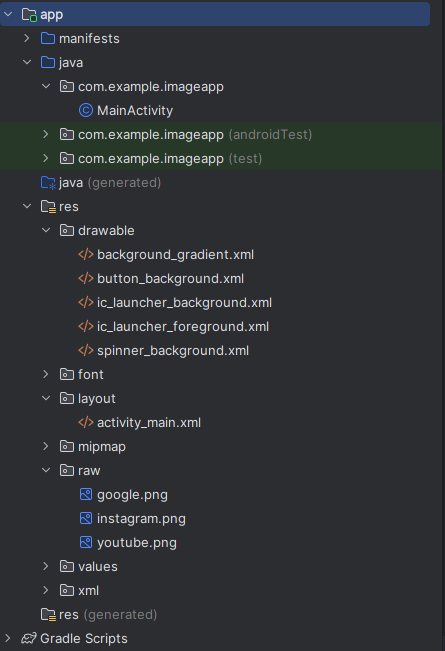 app
manifests
java
com.example.imageapp
MainActivity
com.example.imageapp (androidTest)
com.example.imageapp (test)
java (generated)
res
drawable
background_gradient.xml
button_background.xml
ic_launcher_background.xml
ic_launcher_foreground.xml
spinner_background.xml
font
layout
activity_main.xml
mipmap
raw
google.png
instagram.png
youtube.png
values
xml
res (generated)
Gradle Scripts